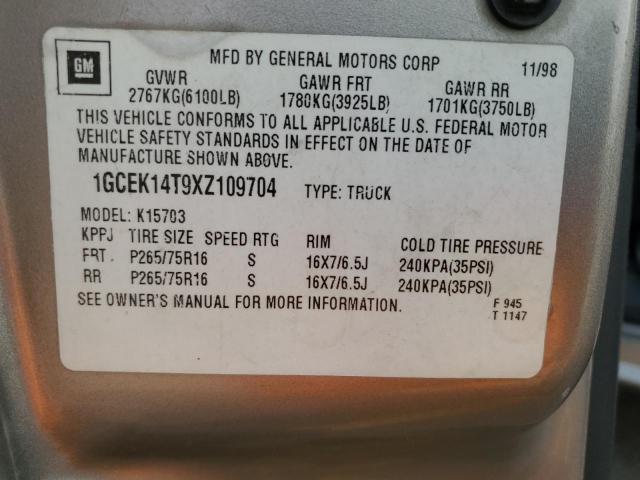 GM
MFD BY GENERAL MOTORS CORP 11/98
GVWR GAWR FRT GAWR RR
2767KG(6100LB) 1780KG(3925LB) 1701KG(3750LB)
THIS VEHICLE CONFORMS TO ALL APPLICABLE U.S. FEDERAL MOTOR
VEHICLE SAFETY STANDARDS IN EFFECT ON THE DATE OF
MANUFACTURE SHOWN ABOVE.
1GCEK14T9XZ109704 TYPE: TRUCK
MODEL: K15703
KPPJ TIRE SIZE SPEED RTG RIM COLD TIRE PRESSURE
FRT. P265/75R16 S 16X7/6.5J 240KPA(35PSI)
RR P265/75R16 S 16X7/6.5J 240KPA(35PSI)
SEE OWNER'S MANUAL FOR MORE INFORMATION.
F 945
T 1147